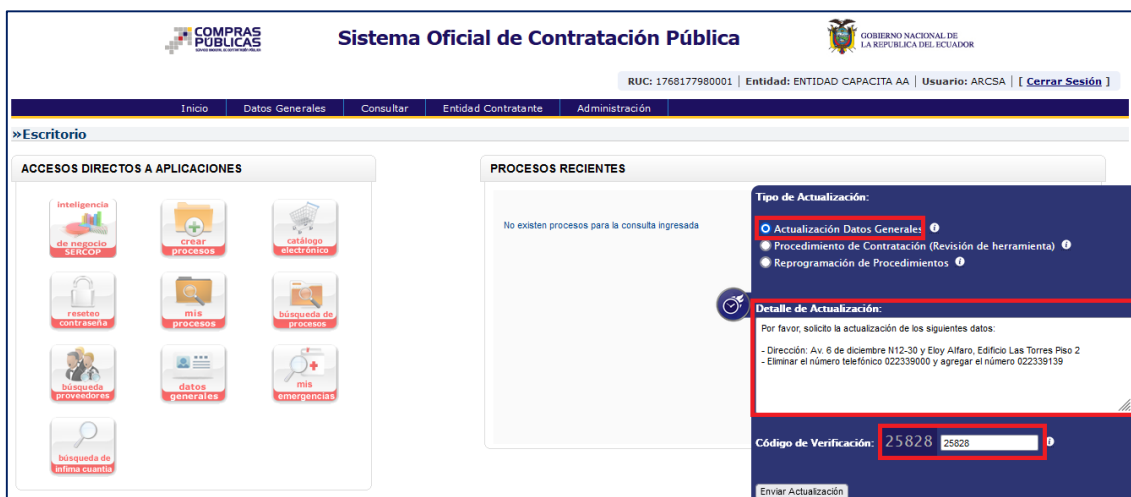 COMPRAS
PÚBLICAS
Sistema Oficial de Contratación Pública
GOBIERNO NACIONAL DE
LA REPUBLICA DEL ECUADOR
RUC: 1768177980001 | Entidad: ENTIDAD CAPACITA AA | Usuario: ARCSA | [ Cerrar Sesión ]
Inicio Datos Generales Consultar Entidad Contratante Administración
»Escritorio
ACCESOS DIRECTOS A APLICACIONES
inteligencia
de negocio
SERCOP
crear
procesos
catálogo
electrónico
reseteo
contraseña
mis
procesos
búsqueda de
procesos
búsqueda
proveedores
datos
generales
mis
emergencias
búsqueda de
ínfima cuantía
PROCESOS RECIENTES
No existen procesos para la consulta ingresada
Tipo de Actualización:
Actualización Datos Generales
Procedimiento de Contratación (Revisión de herramienta)
Reprogramación de Procedimientos
Detalle de Actualización:
Por favor, solicito la actualización de los siguientes datos:
- Dirección: Av. 6 de diciembre N12-30 y Eloy Alfaro, Edificio Las Torres Piso 2
- Eliminar el número telefónico 022339000 y agregar el número 022339139
Código de Verificación: 25828 25828
Enviar Actualización